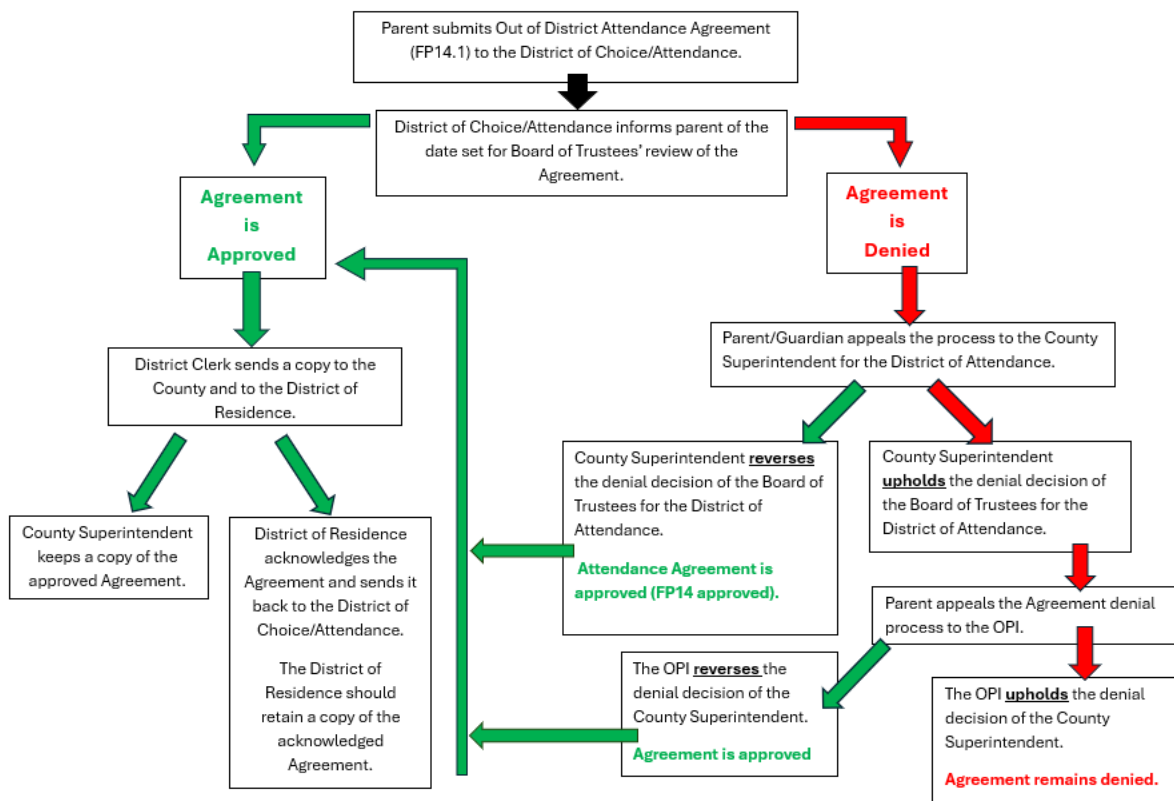 Parent submits Out of District Attendance Agreement
(FP14.1) to the District of Choice/Attendance.
District of Choice/Attendance informs parent of the
date set for Board of Trustees' review of the
Agreement.
Agreement
is
Approved
Agreement
is
Denied
Parent/Guardian appeals the process to the County
Superintendent for the District of Attendance.
District Clerk sends a copy to the
County and to the District of
Residence.
County Superintendent reverses
the denial decision of the Board of
Trustees for the District of
Attendance.
Attendance Agreement is
approved (FP14 approved).
County Superintendent
upholds the denial decision of
the Board of Trustees for the
District of Attendance.
County Superintendent
keeps a copy of the
approved Agreement.
District of Residence
acknowledges the
Agreement and sends it
back to the District of
Choice/Attendance.
The District of
Residence should
retain a copy of the
acknowledged
Agreement.
Parent appeals the Agreement denial
process to the OPI.
The OPI reverses the
denial decision of the
County Superintendent.
Agreement is approved
The OPI upholds the denial
decision of the County
Superintendent.
Agreement remains denied.